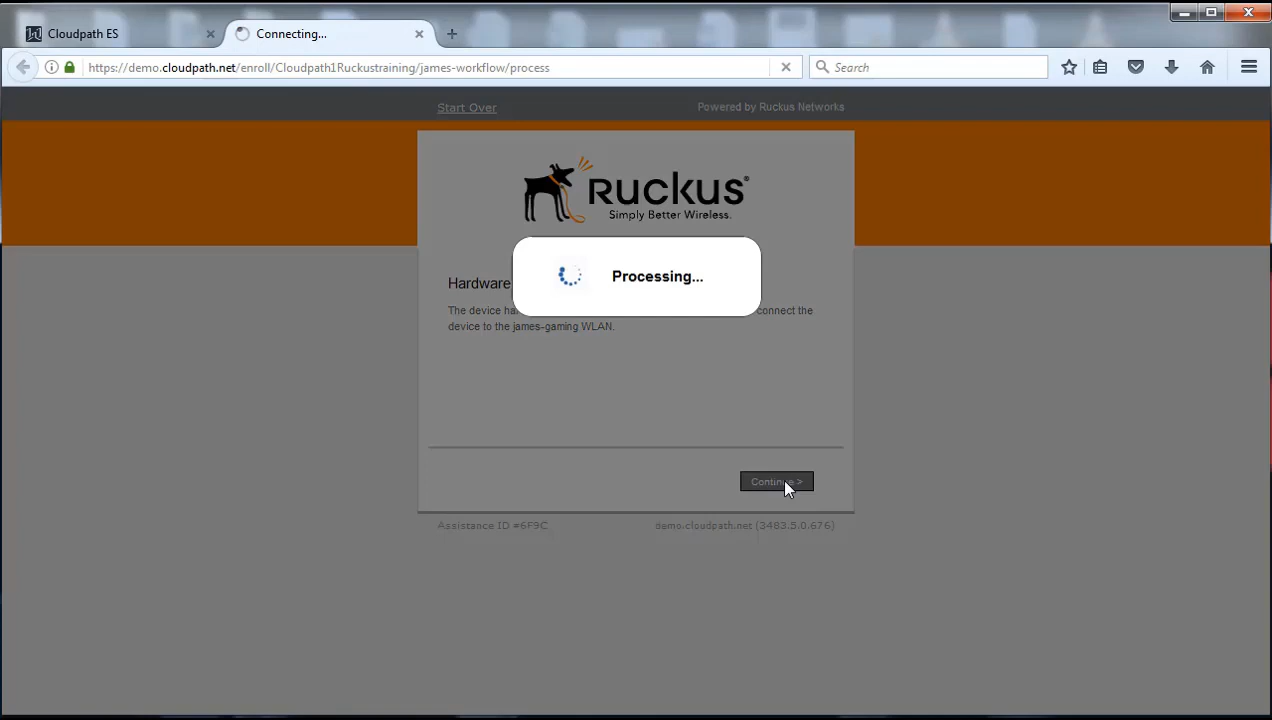 Cloudpath ES
Connecting...
https://demo.cloudpath.net/enroll/Cloudpath1Ruckustraining/james-workflow/process
Search
Start Over
Powered by Ruckus Networks
Ruckus®
Simply Better Wireless.
Processing...
Hardware
The device ha connect the
device to the james-gaming WLAN.
Continue >
Assistance ID #6F9C
demo.cloudpath.net (3483.5.0.676)